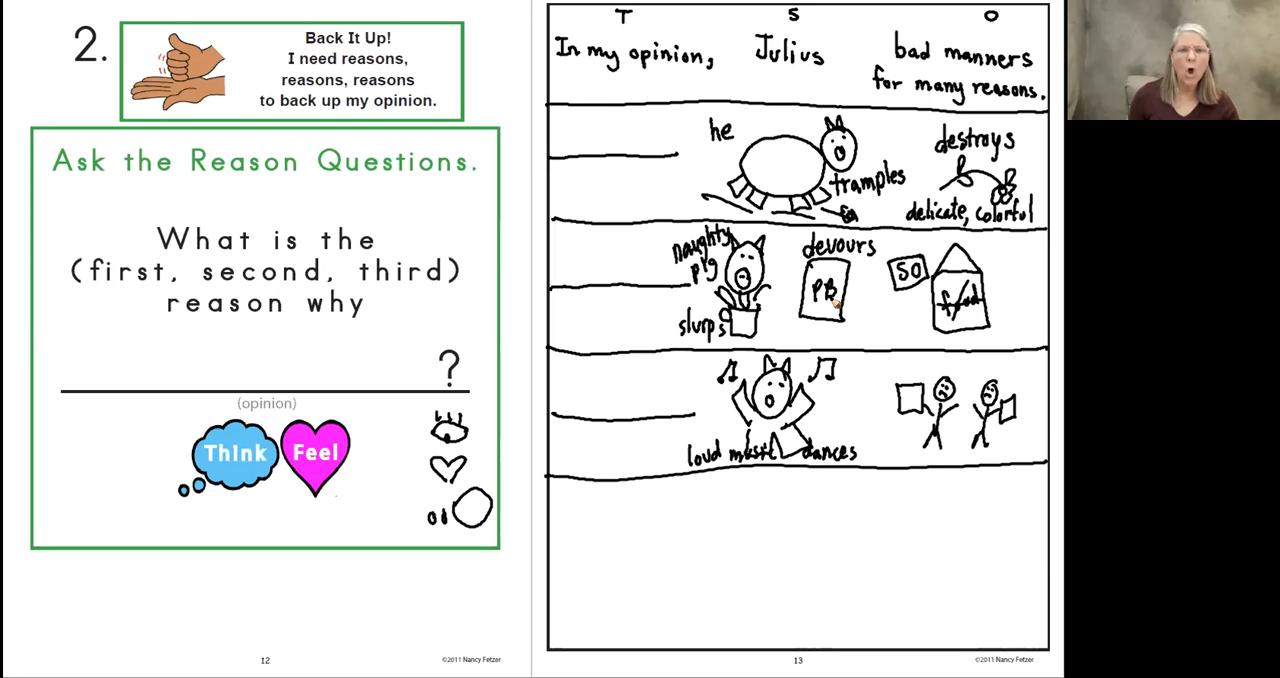 2.
Back It Up!
I need reasons,
reasons, reasons
to back up my opinion.
Ask the Reason Questions.
What is the
(first, second, third)
reason why
?
(opinion)
Think
Feel
12
©2011 Nancy Fetzer
T S O
In my opinion, Julius bad manners
for many reasons.
he
tramples
destroys
delicate, colorful
naughty
pig
slurps
devours
PB
SO
food
loud music dances
13
©2011 Nancy Fetzer